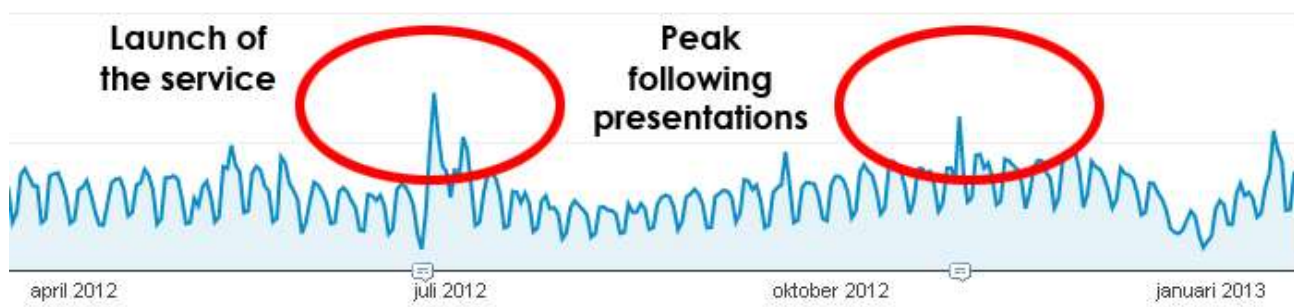 Launch of
the service
Peak
following
presentations
april 2012
juli 2012
oktober 2012
januari 2013